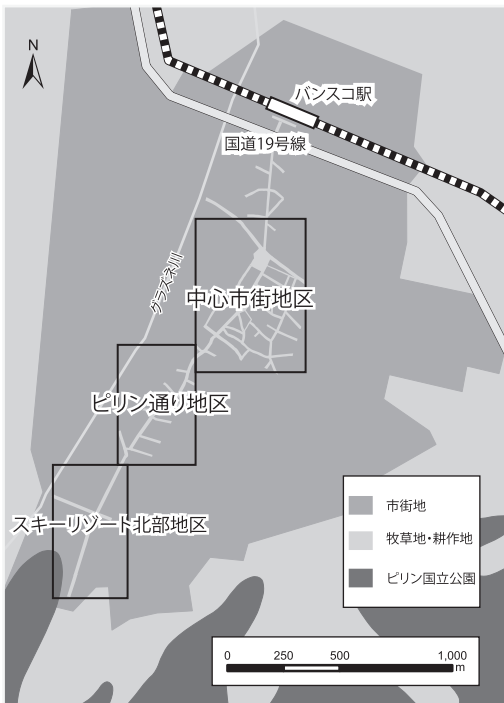 N
バンスコ駅
国道19号線
グラズネ川
中心市街地区
ピリン通り地区
スキーリゾート北部地区
市街地
牧草地・耕作地
ピリン国立公園
0 250 500 1,000
m